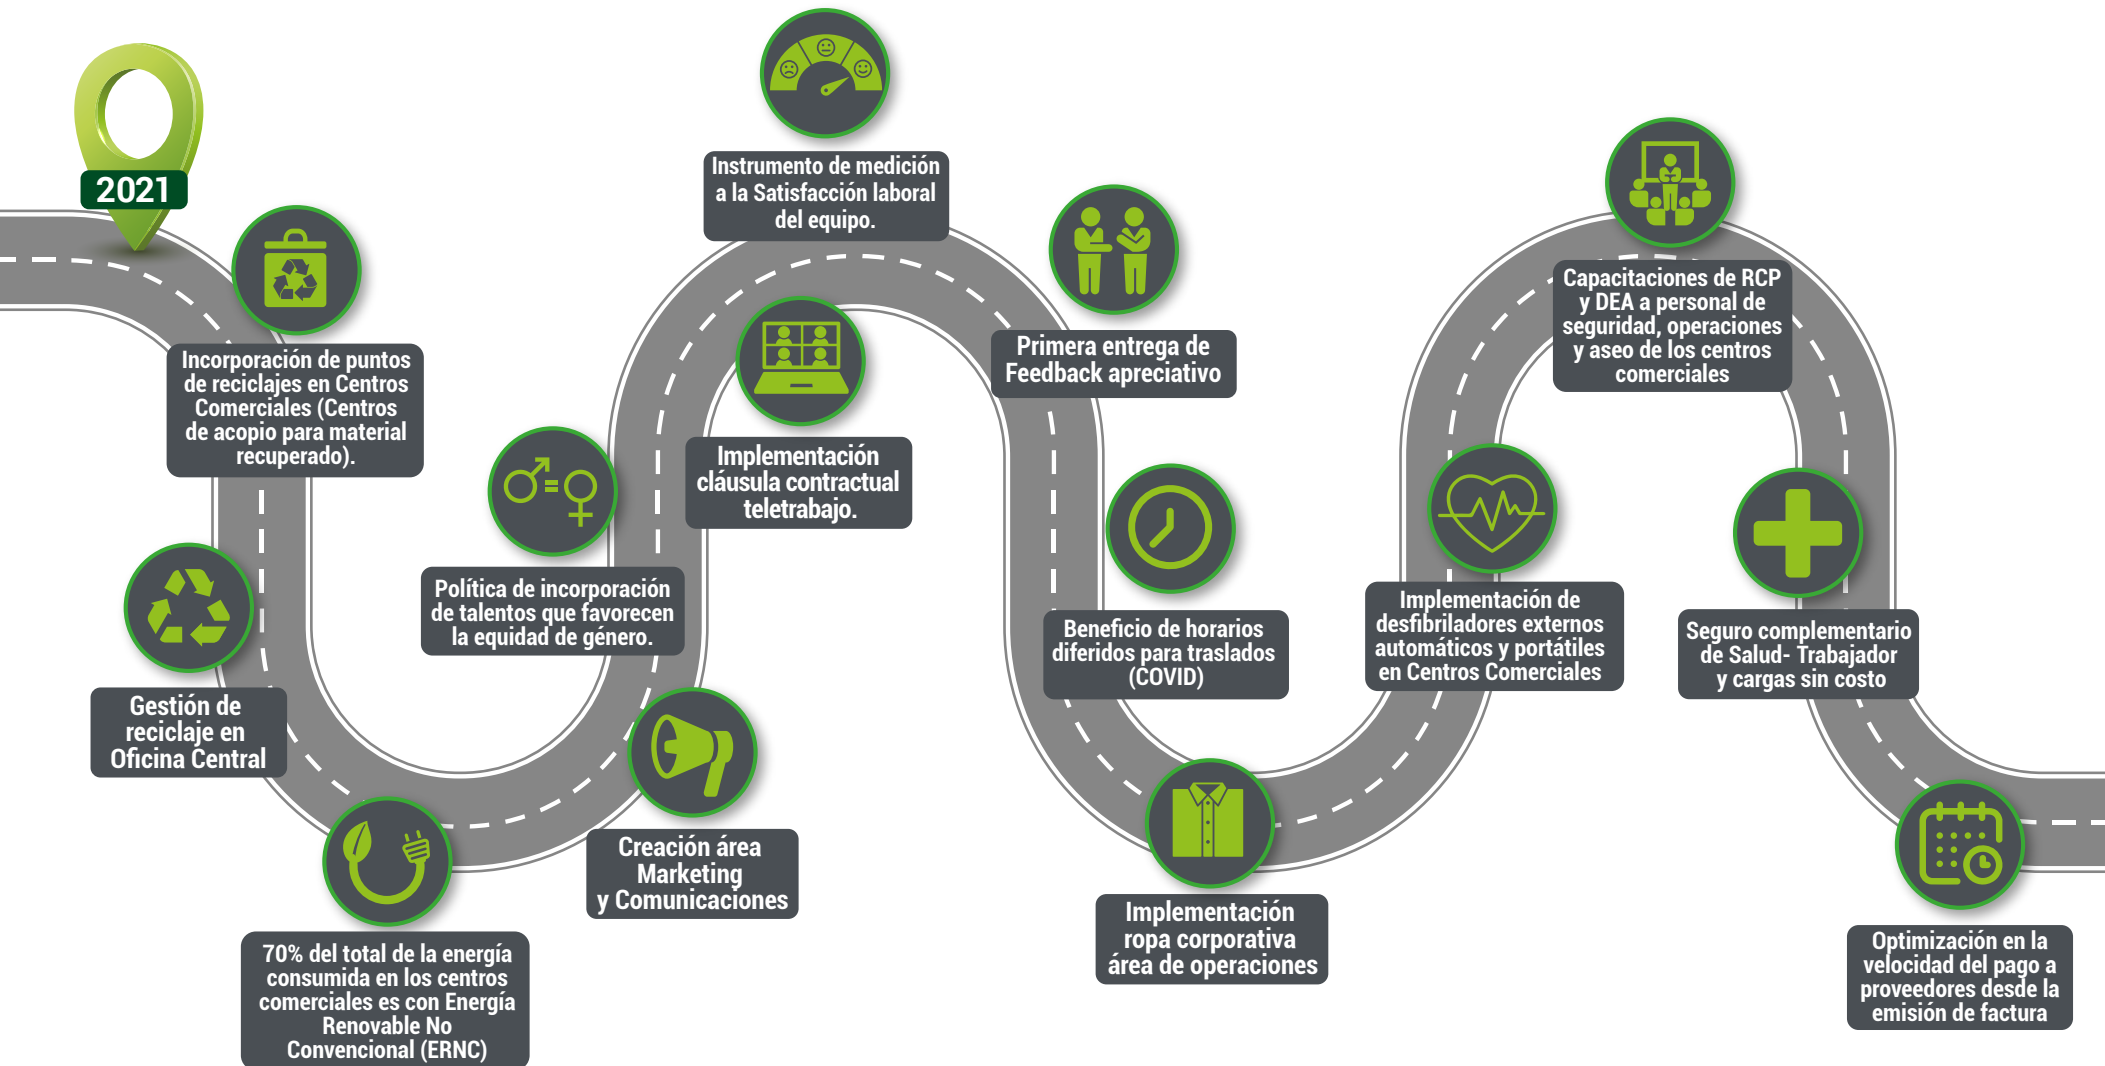 2021
Incorporación de puntos
de reciclajes en Centros
Comerciales (Centros
de acopio para material
recuperado).
Gestión de
reciclaje en
Oficina Central
70% del total de la energía
consumida en los centros
comerciales es con Energía
Renovable No
Convencional (ERNC)
Creación área
Marketing
y Comunicaciones
Política de incorporación
de talentos que favorecen
la equidad de género.
Implementación
cláusula contractual
teletrabajo.
Instrumento de medición
a la Satisfacción laboral
del equipo.
Primera entrega de
Feedback apreciativo
Beneficio de horarios
diferidos para traslados
(COVID)
Implementación
ropa corporativa
área de operaciones
Implementación de
desfibriladores externos
automáticos y portátiles
en Centros Comerciales
Capacitaciones de RCP
y DEA a personal de
seguridad, operaciones
y aseo de los centros
comerciales
Seguro complementario
de Salud- Trabajador
y cargas sin costo
Optimización en la
velocidad del pago a
proveedores desde la
emisión de factura